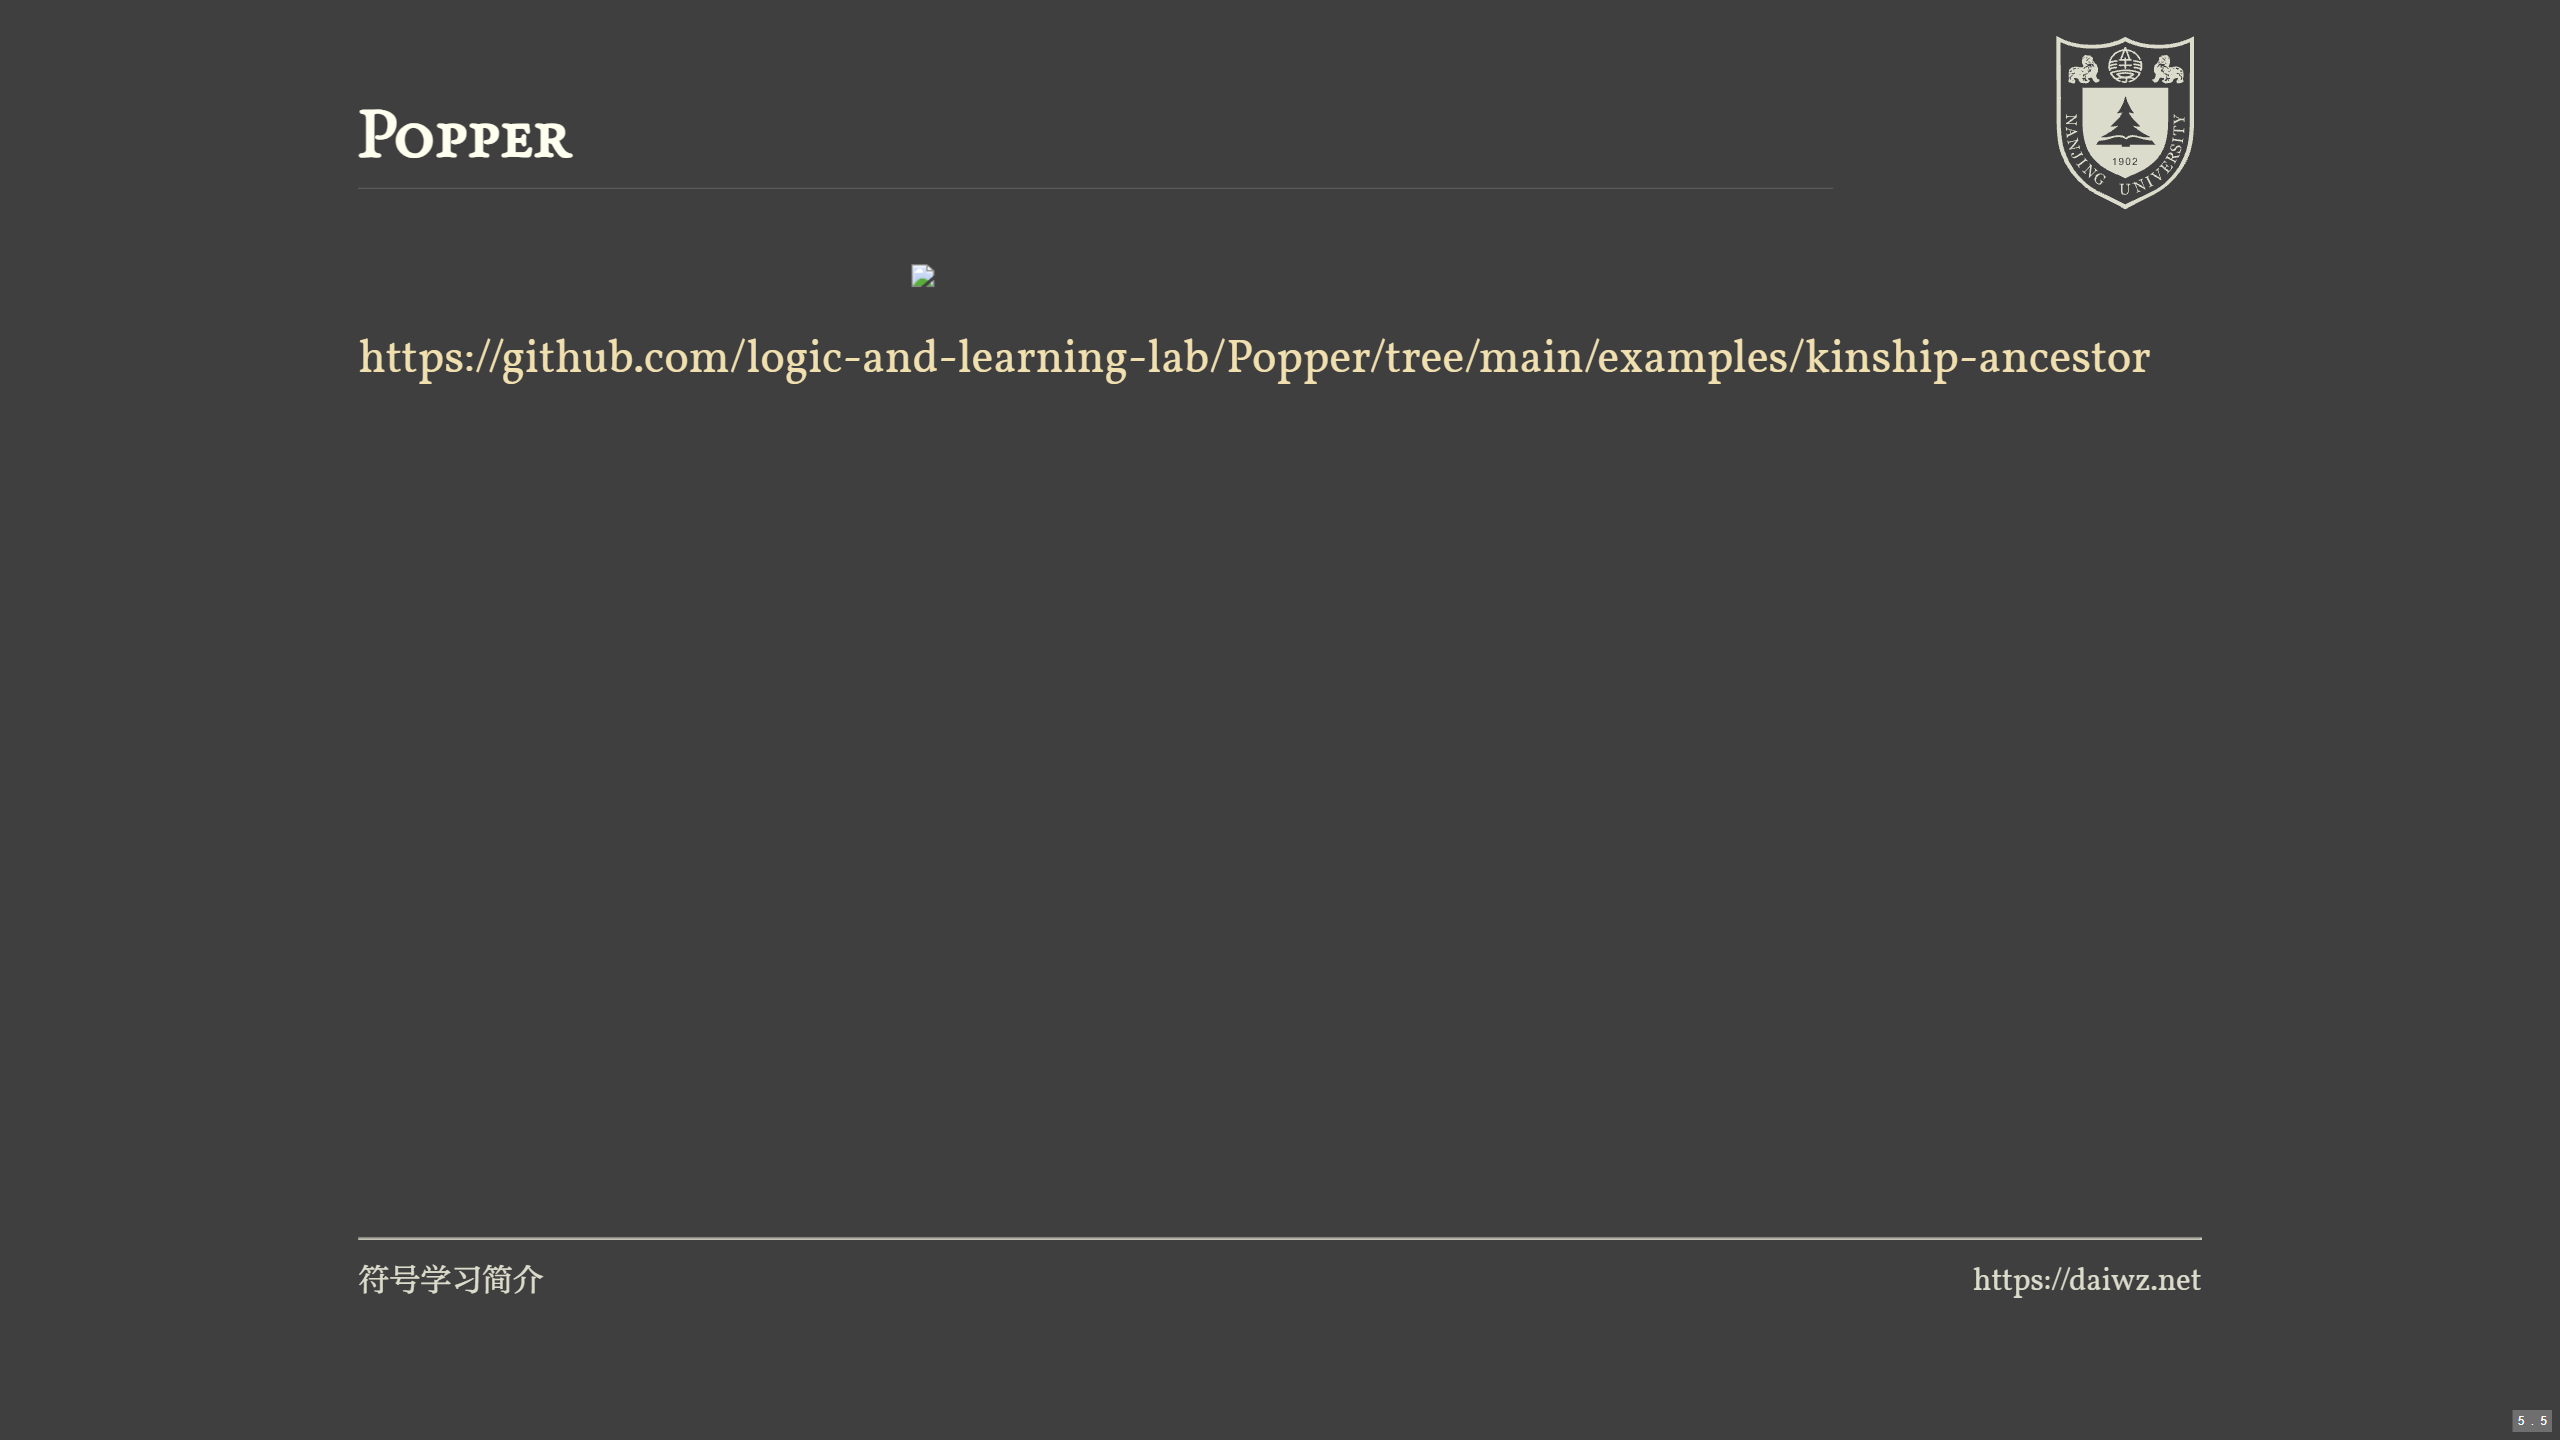 Popper
NANJING UNIVERSITY
1902
https://github.com/logic-and-learning-lab/Popper/tree/main/examples/kinship-ancestor
符号学习简介
https://daiwz.net
5 . 5